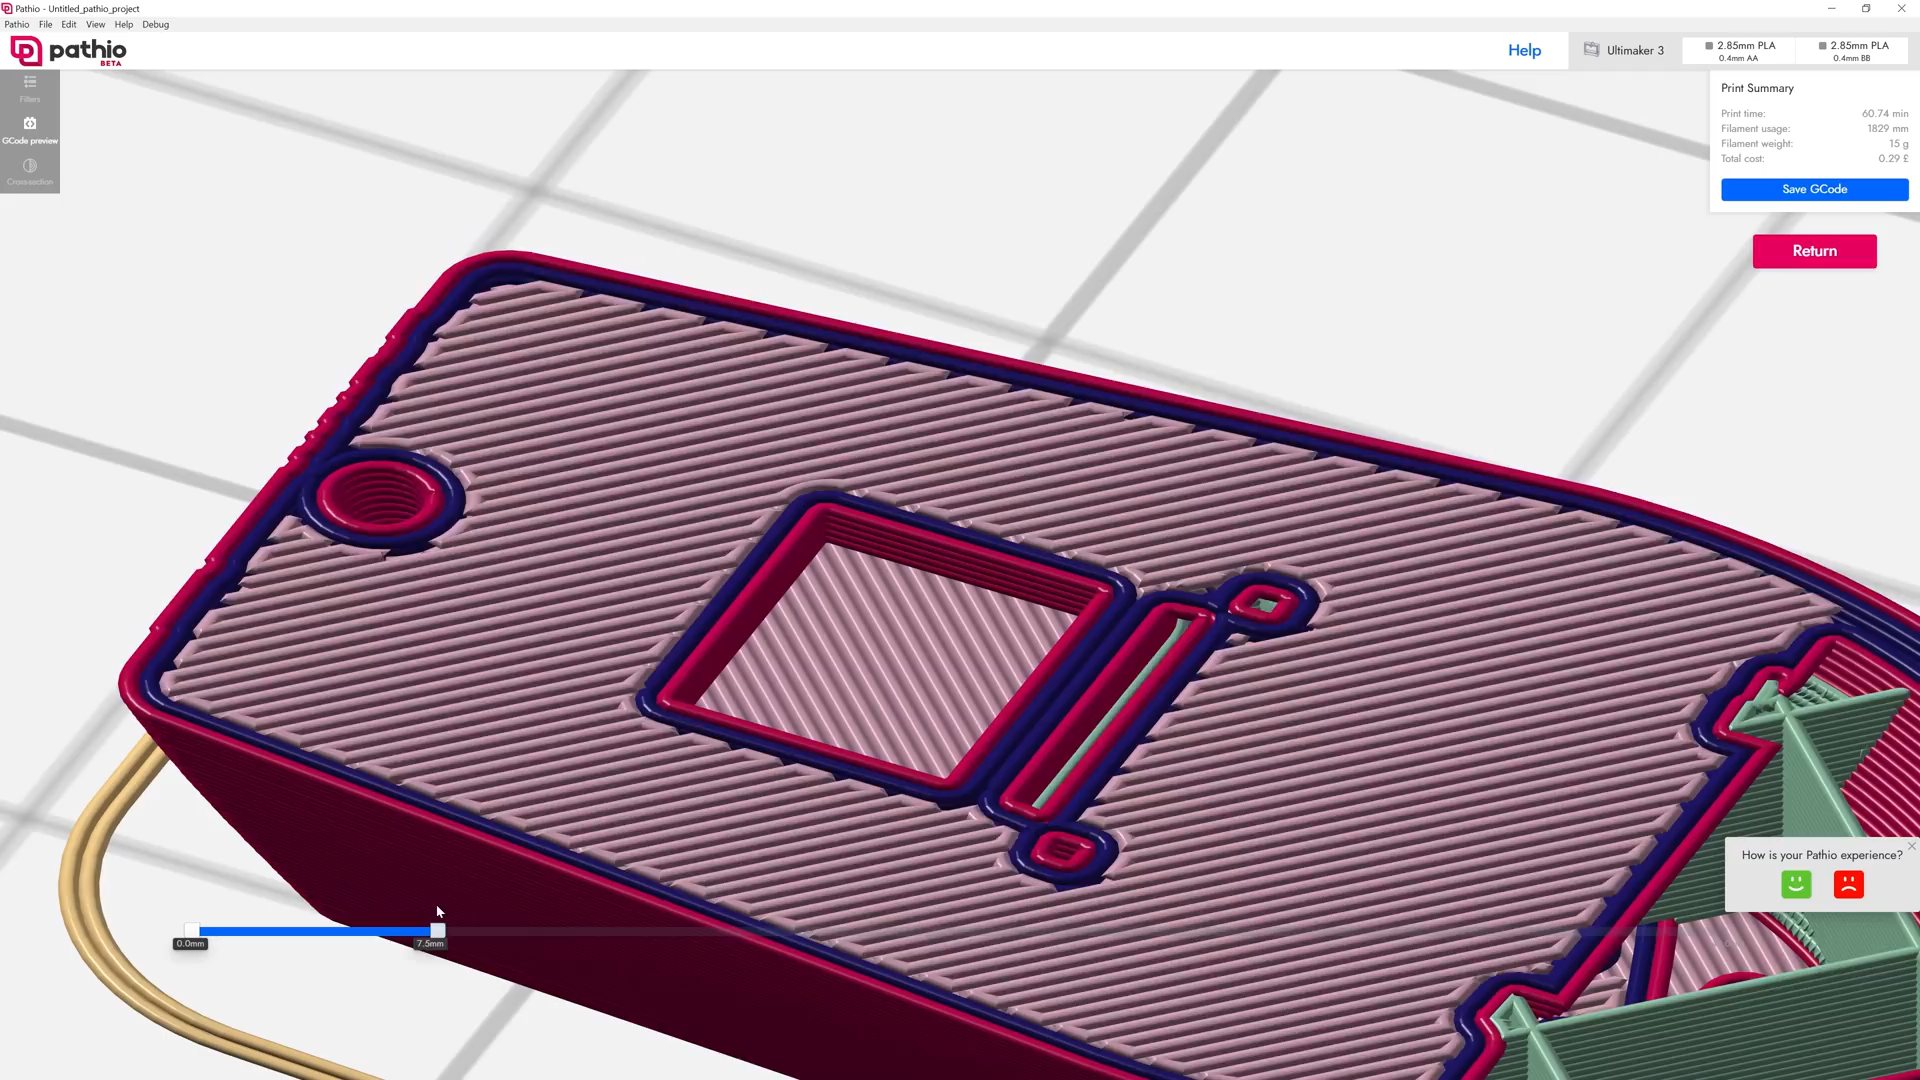 Pathio - Untitled_pathio_project
Pathio File Edit View Help Debug
pathio
BETA
Help
Ultimaker 3
2.85mm PLA
0.4mm AA
2.85mm PLA
0.4mm BB
Filters
GCode preview
Cross-section
Print Summary
Print time: 60.74 min
Filament usage: 1829 mm
Filament weight: 15 g
Total cost: 0.29 £
Save GCode
Return
How is your Pathio experience?
0.0mm
7.5mm